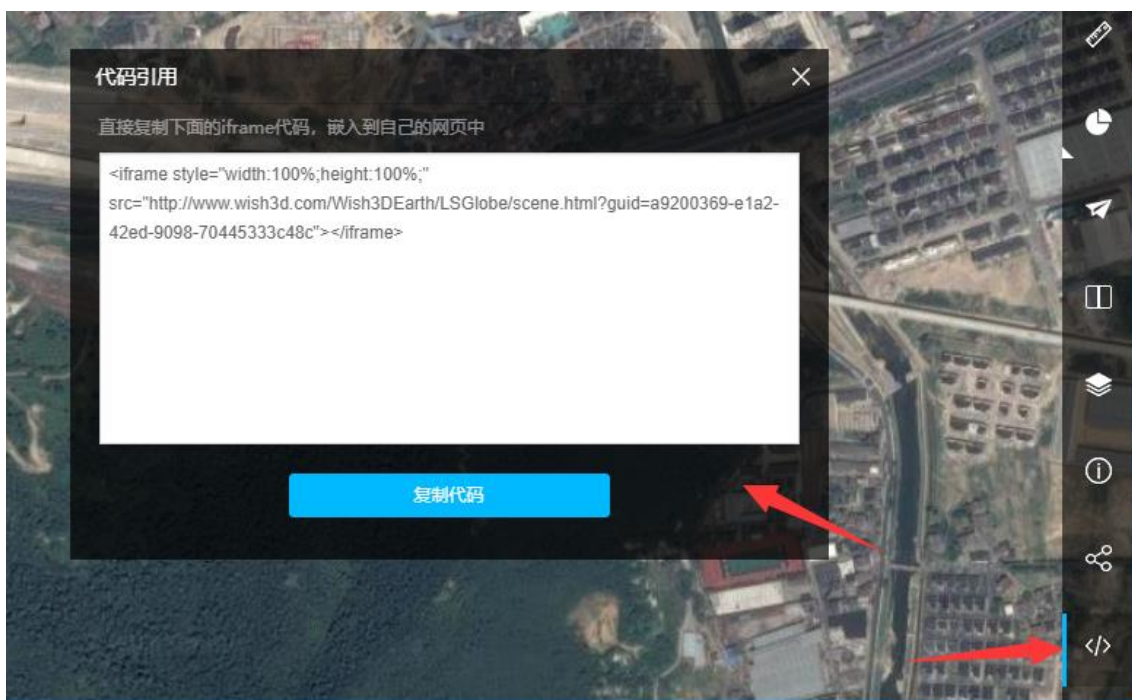 代码引用
直接复制下面的iframe代码，嵌入到自己的网页中
<iframe style="width:100%;height:100%;"
src="http://www.wish3d.com/Wish3DEarth/LSGlobe/scene.html?guid=a9200369-e1a2-
42ed-9098-70445333c48c"></iframe>
复制代码